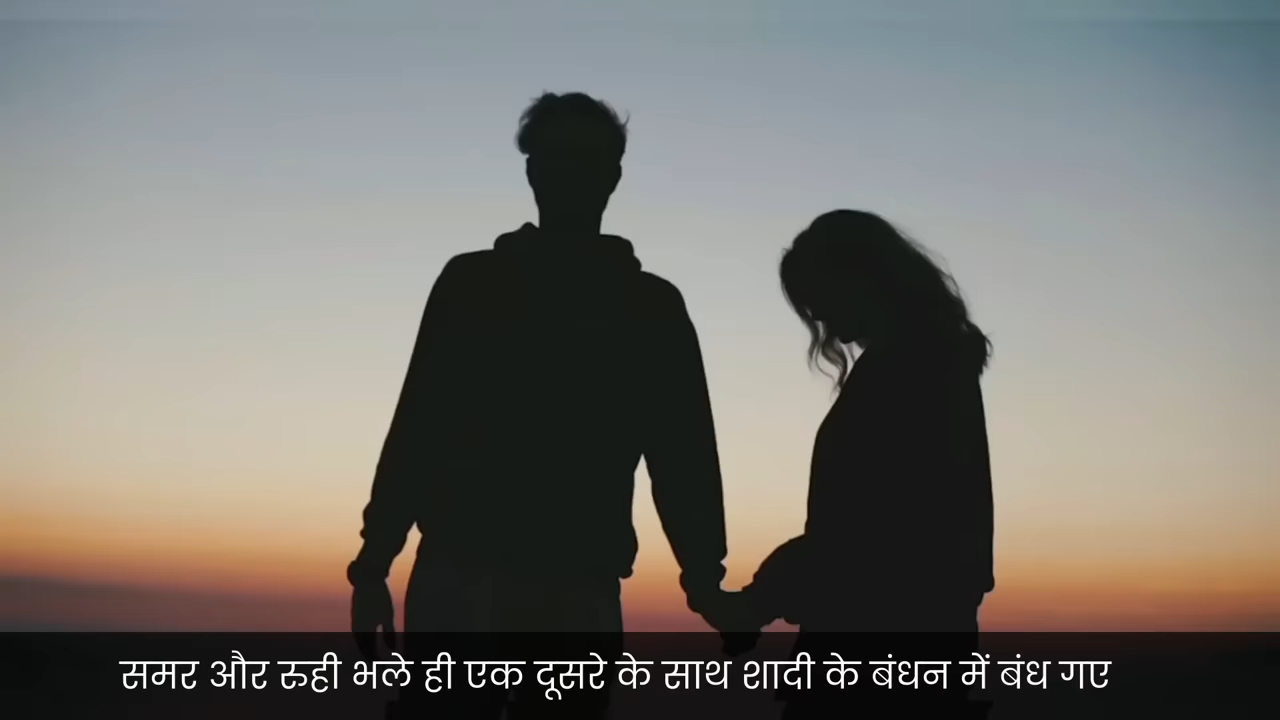 समर और रुही भले ही एक दूसरे के साथ शादी के बंधन में बंध गए